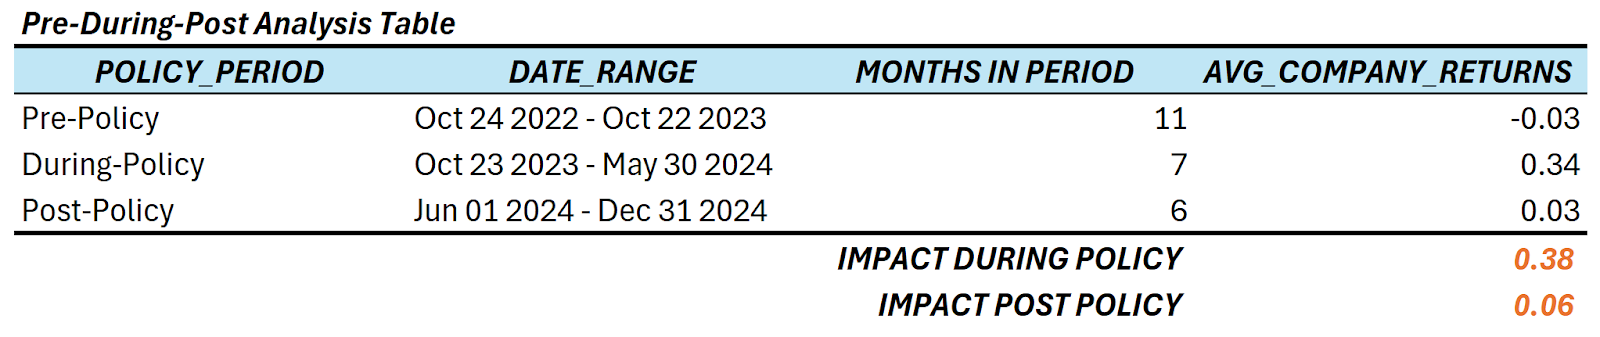 Pre-During-Post Analysis Table
POLICY_PERIOD DATE_RANGE MONTHS IN PERIOD AVG_COMPANY_RETURNS
Pre-Policy Oct 24 2022 - Oct 22 2023 11 -0.03
During-Policy Oct 23 2023 - May 30 2024 7 0.34
Post-Policy Jun 01 2024 - Dec 31 2024 6 0.03
IMPACT DURING POLICY 0.38
IMPACT POST POLICY 0.06